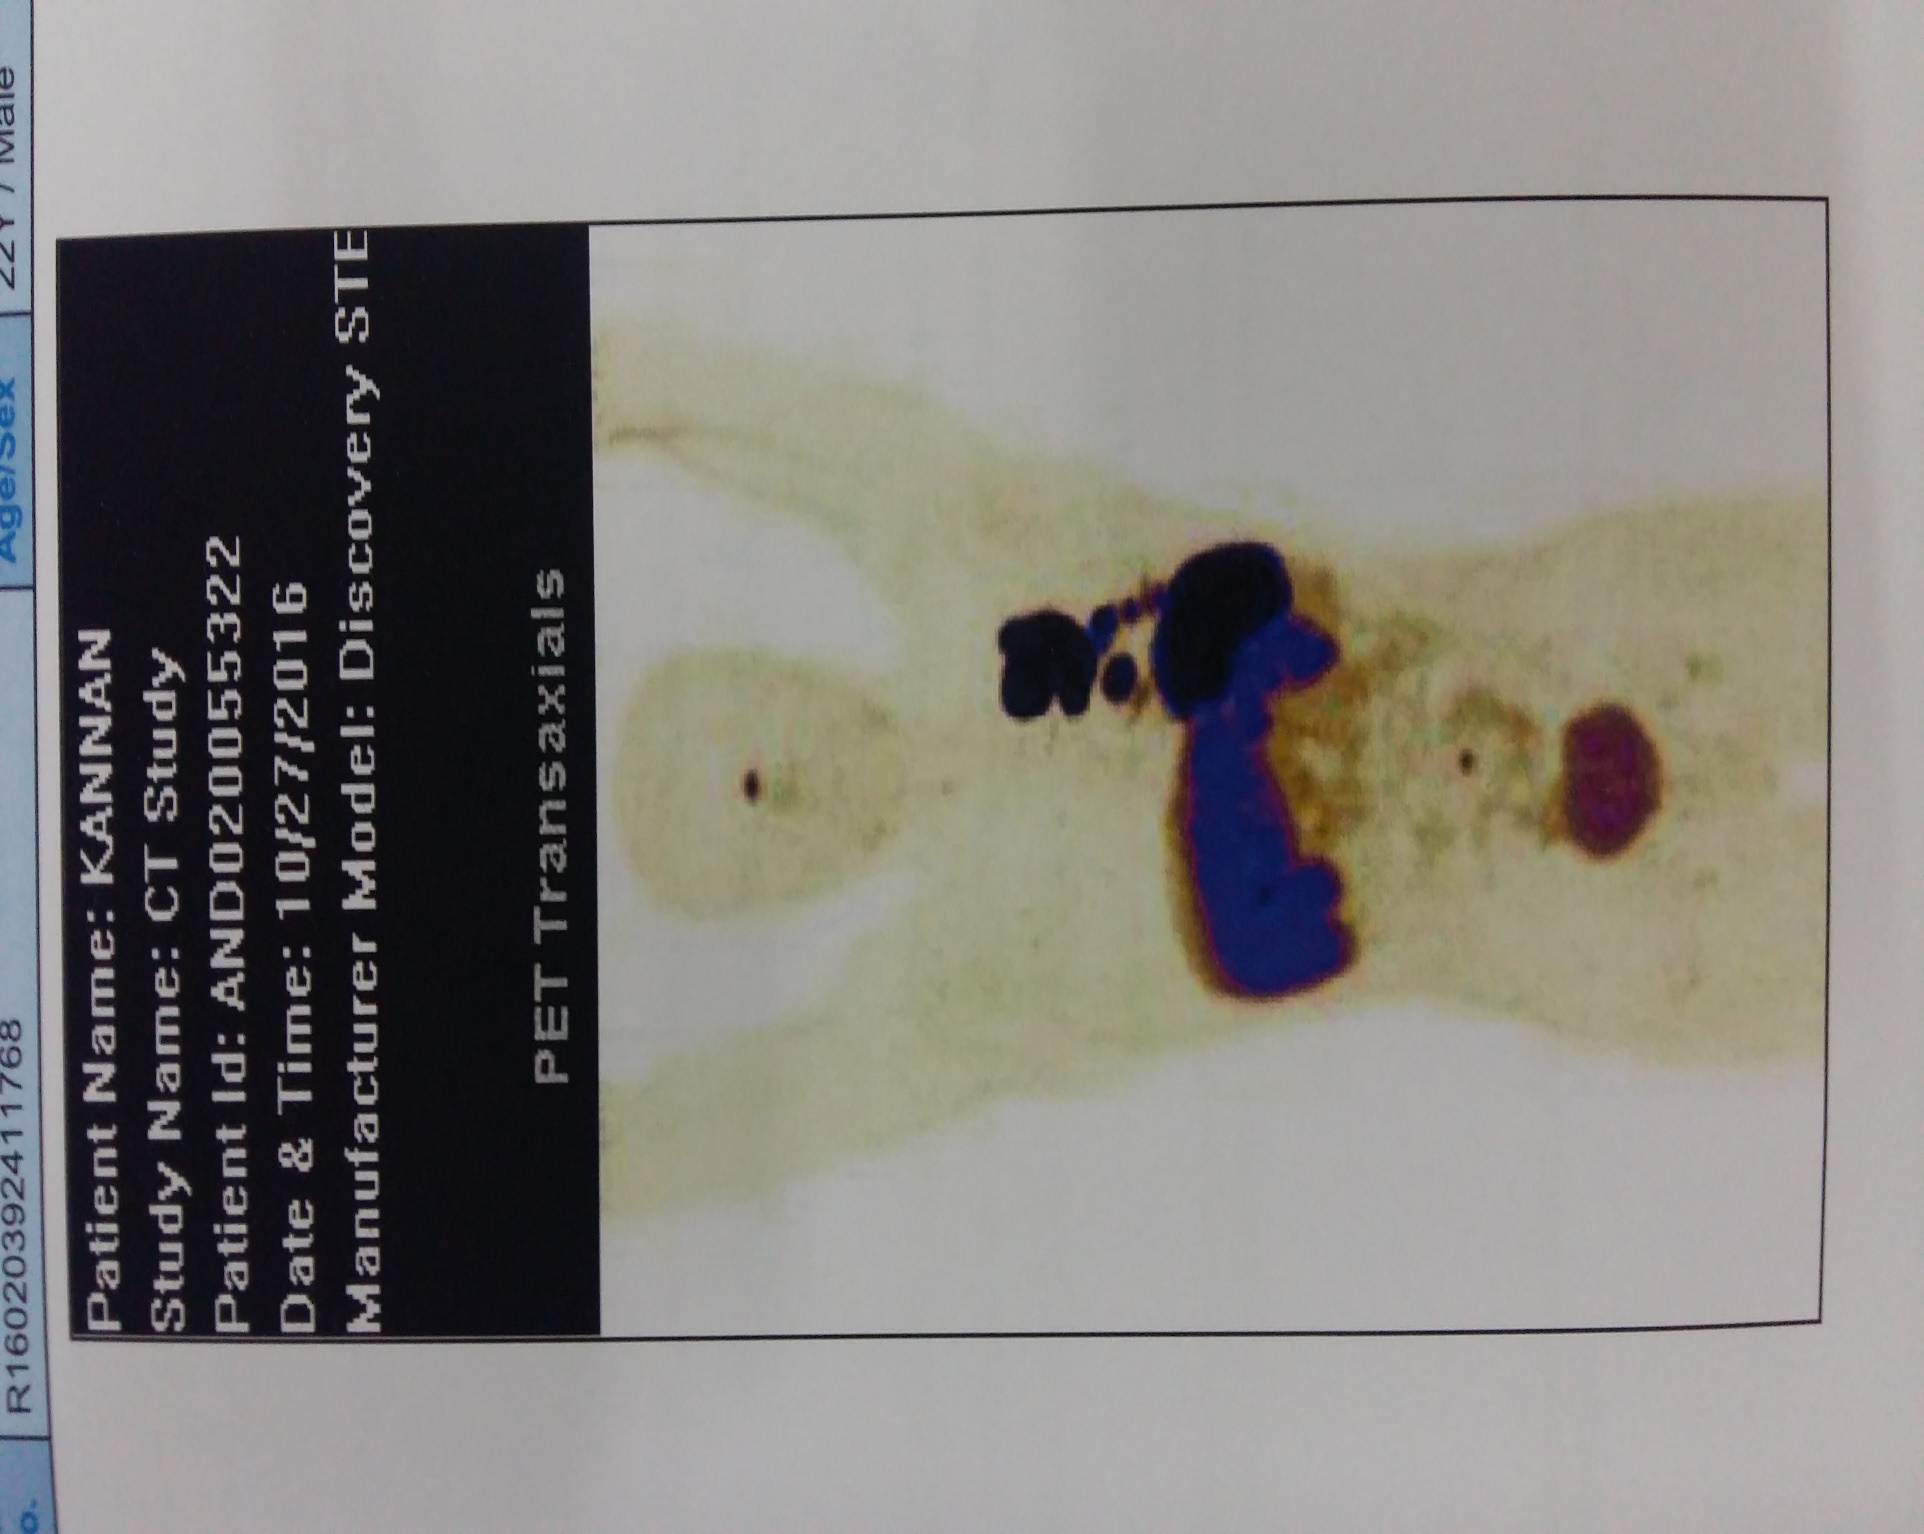 o.
R1602039241768
Age/Sex
22Y / Male
Patient Name: KANNAN
Study Name: CT Study
Patient Id: AND020055322
Date & Time: 10/27/2016
Manufacturer Model: Discovery STE
PET Transaxials